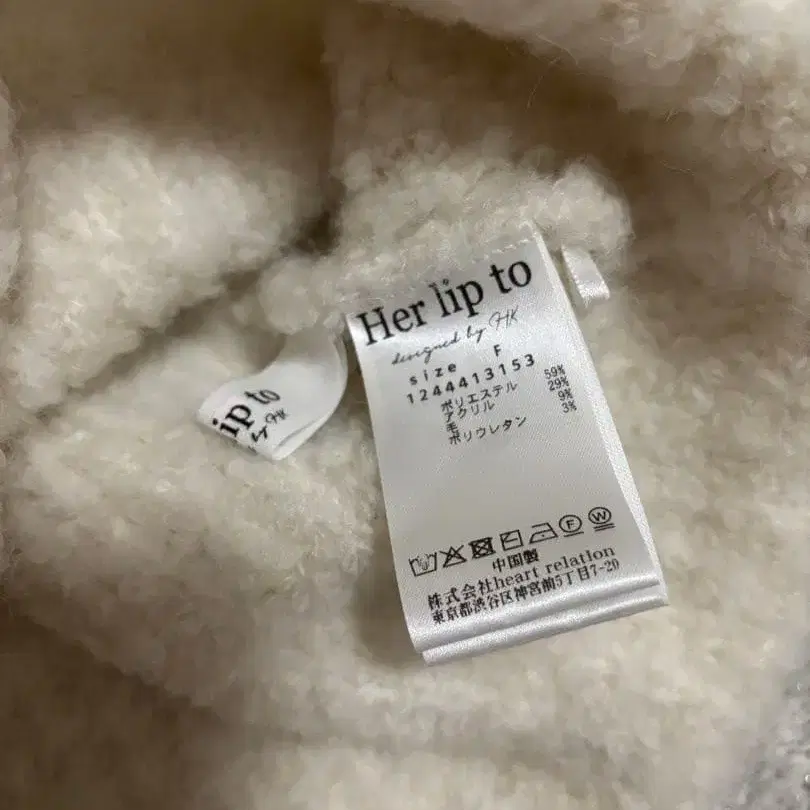 Her lip to
designed by HK
size F
1244413153
ポリエステル 59%
アクリル 29%
毛 9%
ポリウレタン 3%
F W
中国製
株式会社heart relation
東京都渋谷区神宮前5丁目7-20
ip to
by HK